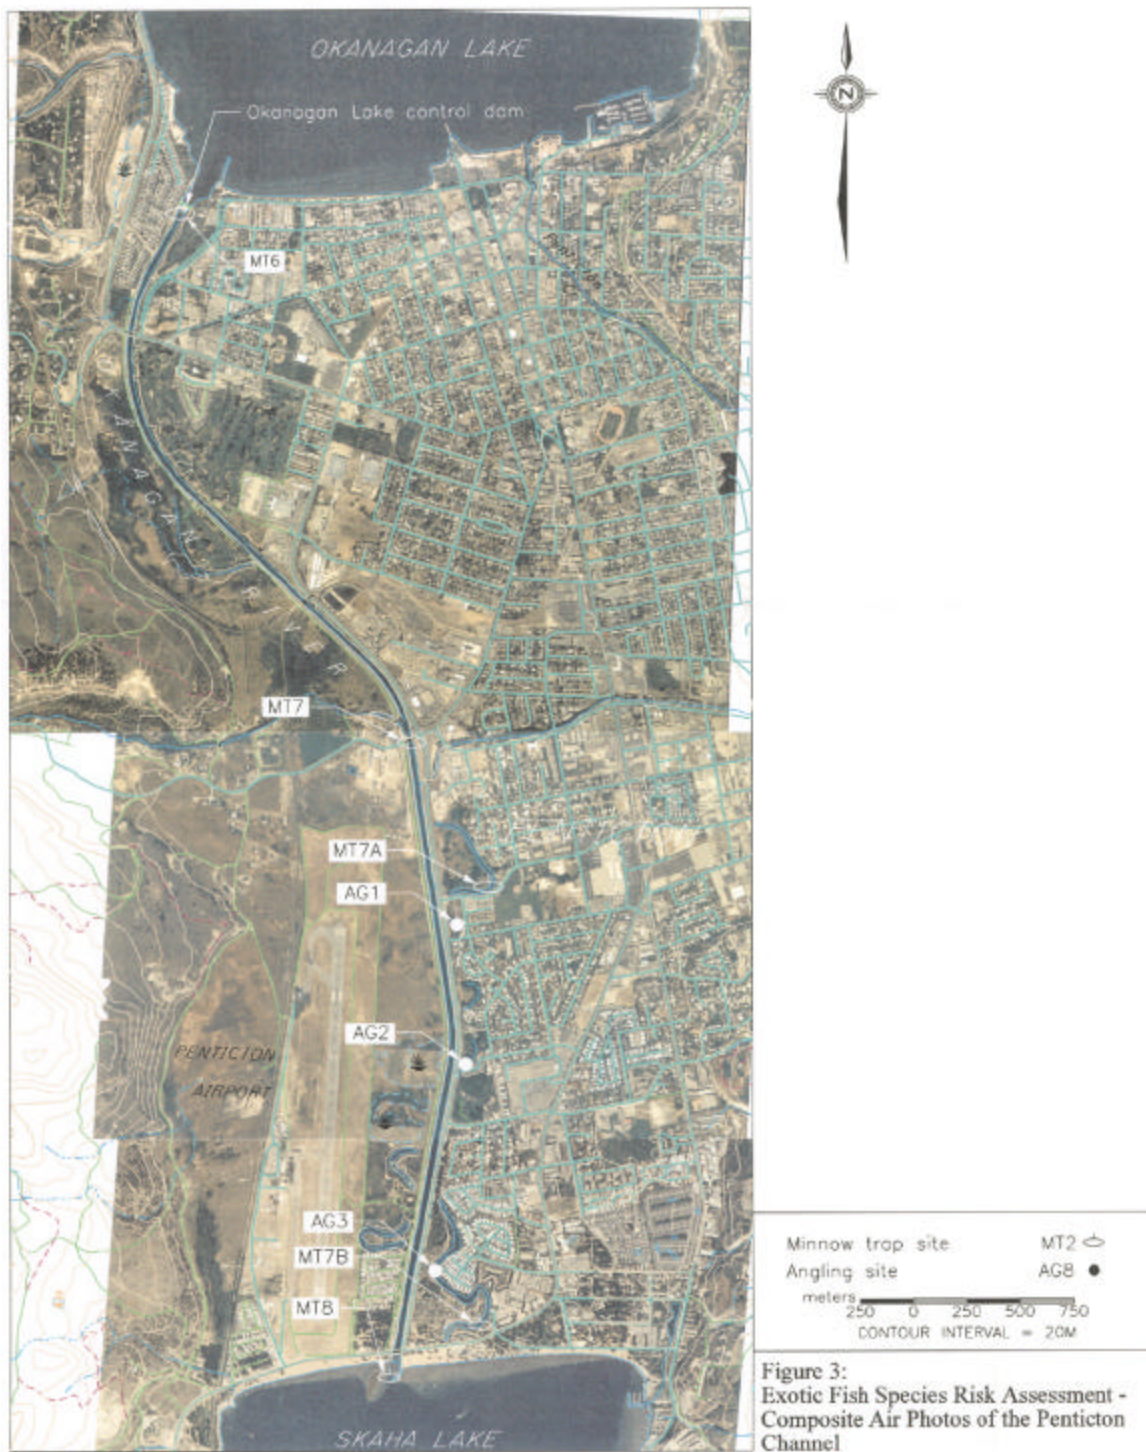 OKANAGAN LAKE
Okanagan Lake control dam
N
MT6
OKANAGAN RIVER
MT7
MT7A
AG1
AG2
PENTICTON
AIRPORT
AG3
MT7B
MT8
SKAHA LAKE
Minnow trap site MT2
Angling site AG8
meters
250 0 250 500 750
CONTOUR INTERVAL = 20M
Figure 3:
Exotic Fish Species Risk Assessment -
Composite Air Photos of the Penticton
Channel